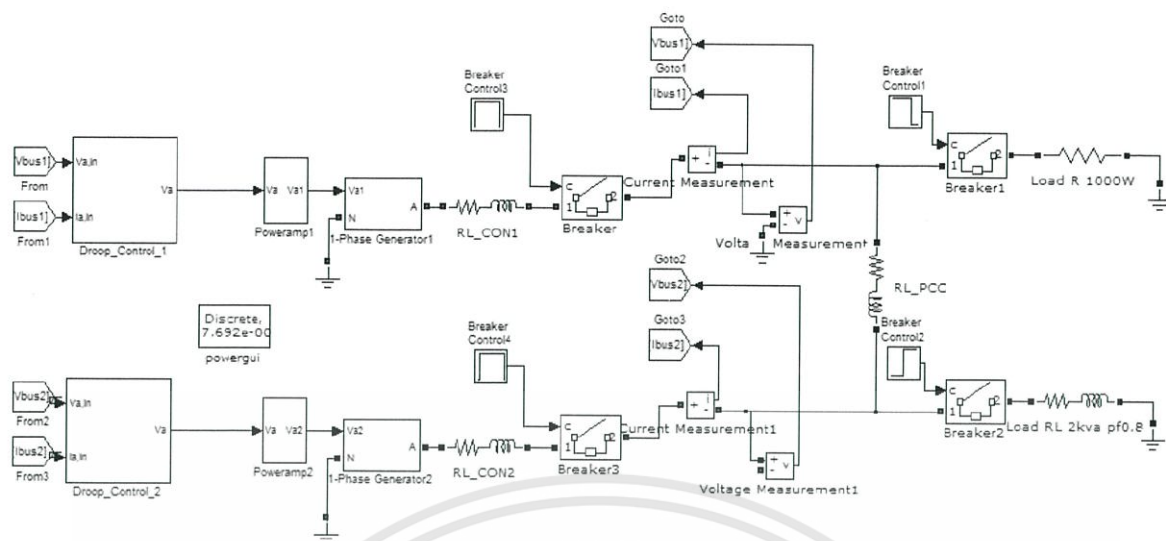 Goto
Vbus1]
Goto1
Ibus1]
Breaker
Control3
Breaker
Control1
Vbus1]
From
Ibus1]
From1
Va,in
Ia,in
Va
Droop_Control_1
Va Va1
Poweramp1
Va1
N
A
1-Phase Generator1
RL_CON1
c
1 2
Breaker
+ i
-
Current Measurement
+ v
-
Volta Measurement
c
1 2
Breaker1
Load R 1000W
RL_PCC
Discrete,
7.692e-00
powergui
Goto2
Vbus2]
Goto3
Ibus2]
Breaker
Control4
Breaker
Control2
Vbus2]
From2
Ibus2]
From3
Va,in
Ia,in
Va
Droop_Control_2
Va Va2
Poweramp2
Va2
N
A
1-Phase Generator2
RL_CON2
c
1 2
Breaker3
+ i
-
Current Measurement1
+ v
-
Voltage Measurement1
c
1 2
Breaker2
Load RL 2kva pf0.8